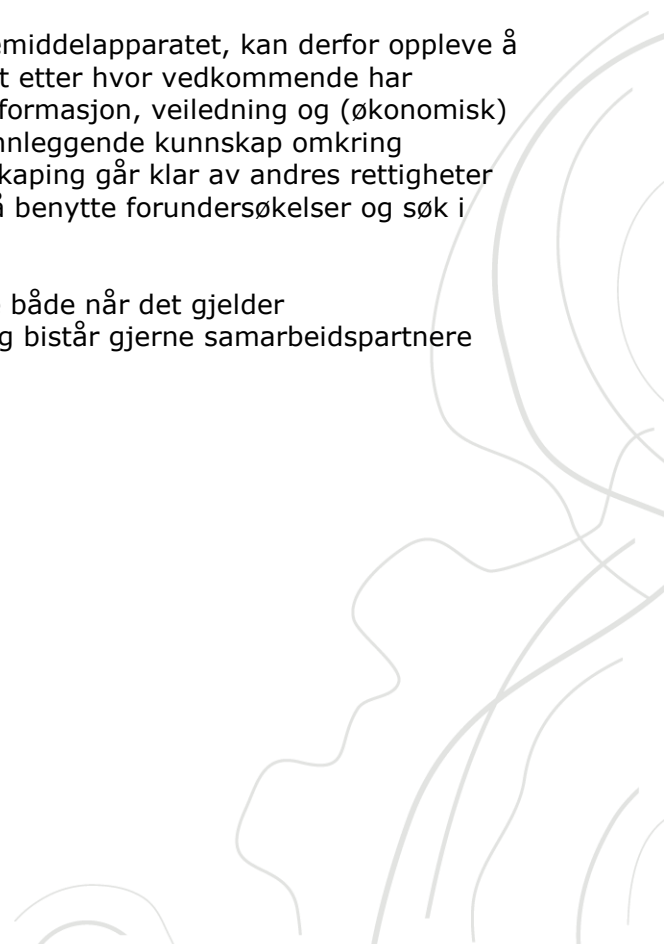 emiddelapparatet, kan derfor oppleve å
t etter hvor vedkommende har
formasjon, veiledning og (økonomisk)
nnleggende kunnskap omkring
kaping går klar av andres rettigheter
å benytte forundersøkelser og søk i
både når det gjelder
g bistår gjerne samarbeidspartnere